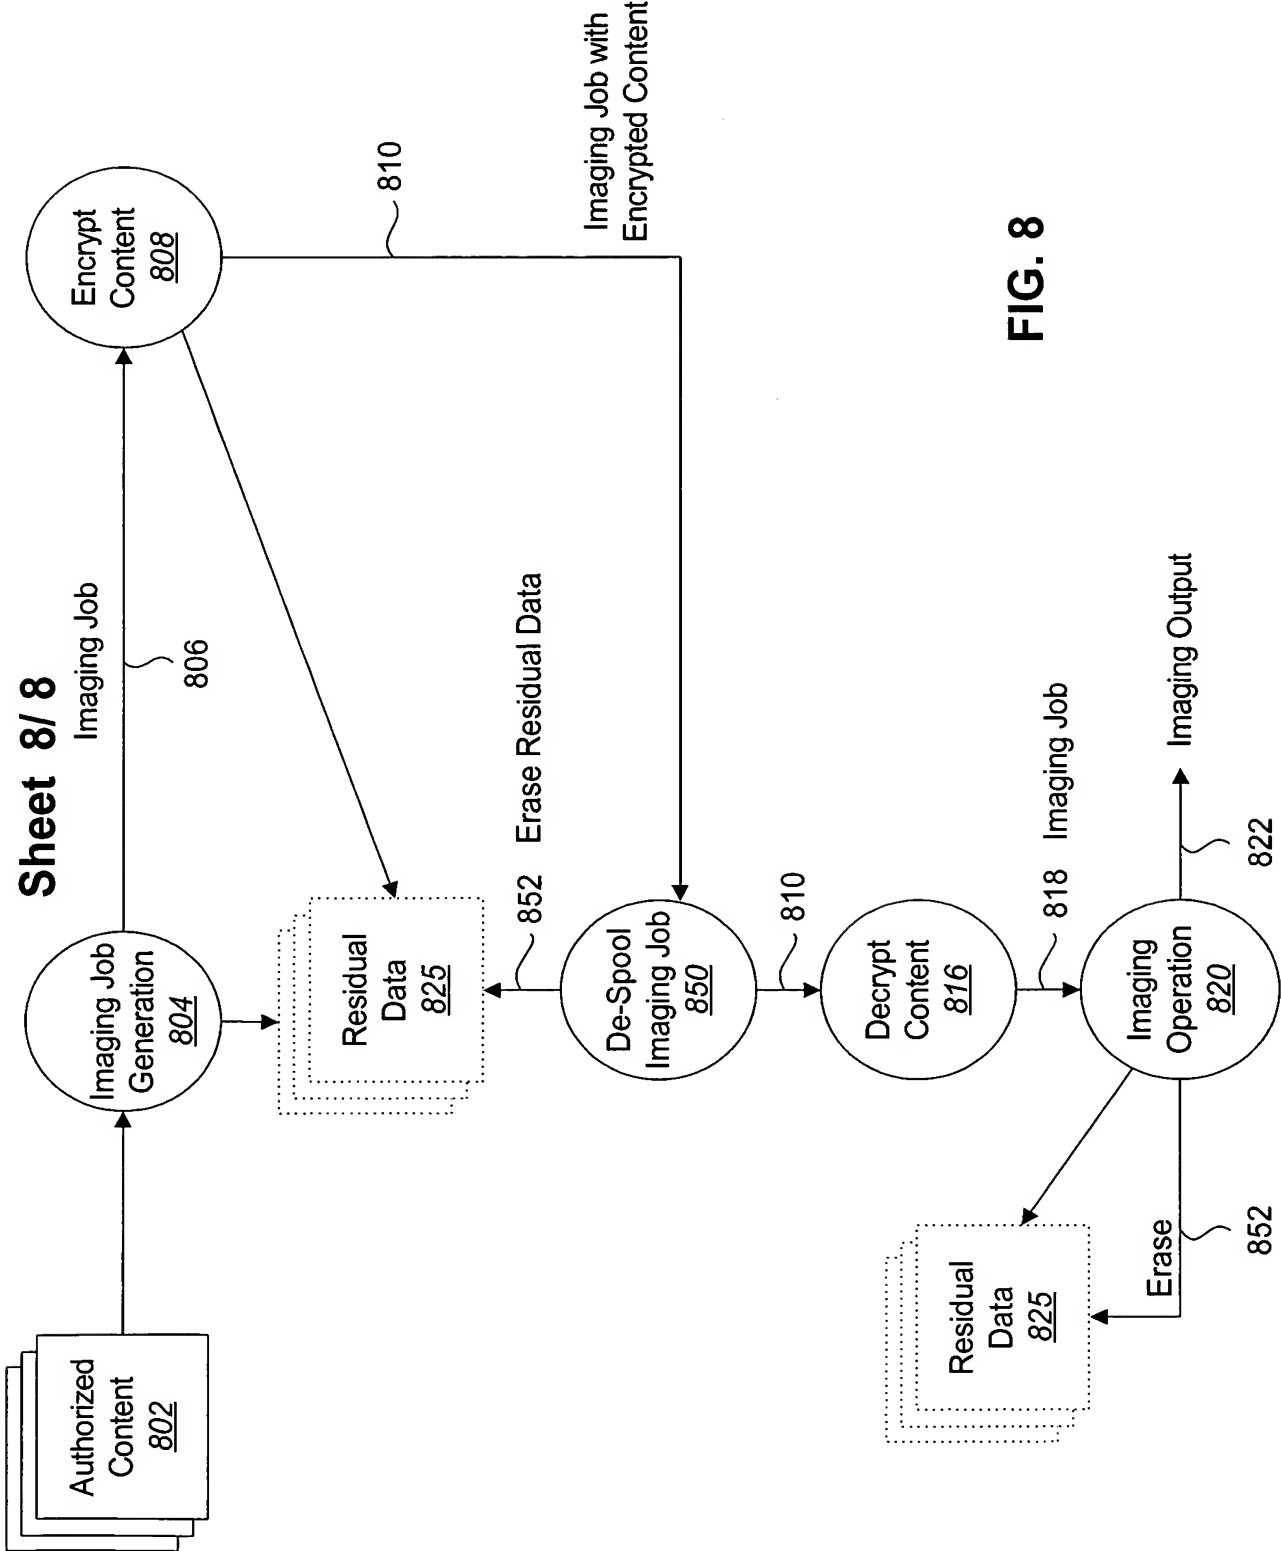 Sheet 8/ 8
Authorized
Content
802
Imaging Job
Generation
804
Imaging Job
806
Encrypt
Content
808
810
Imaging Job with
Encrypted Content
Residual
Data
825
852
Erase Residual Data
De-Spool
Imaging Job
850
810
Decrypt
Content
816
818
Imaging Job
Imaging
Operation
820
822
Imaging Output
Residual
Data
825
Erase
852
FIG. 8